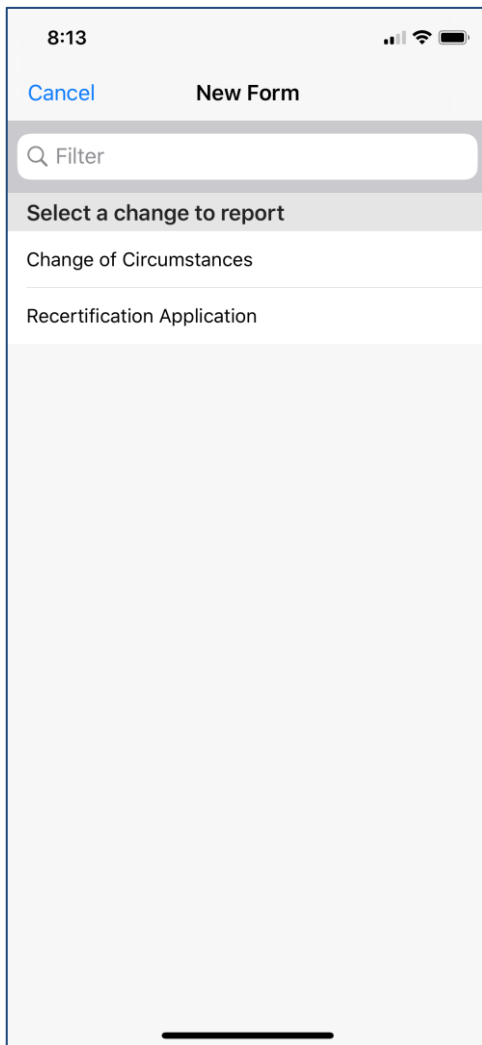 8:13
Cancel New Form
Filter
Select a change to report
Change of Circumstances
Recertification Application